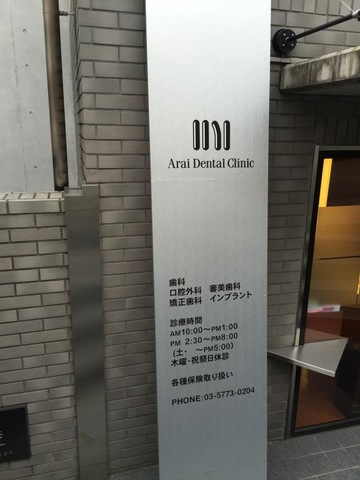 Arai Dental Clinic
歯科
口腔外科　審美歯科
矯正歯科　インプラント
診療時間
AM10:00〜PM1:00
PM 2:30〜PM8:00
(土・　〜PM5:00)
木曜・祝祭日休診
各種保険取り扱い
PHONE:03-5773-0204